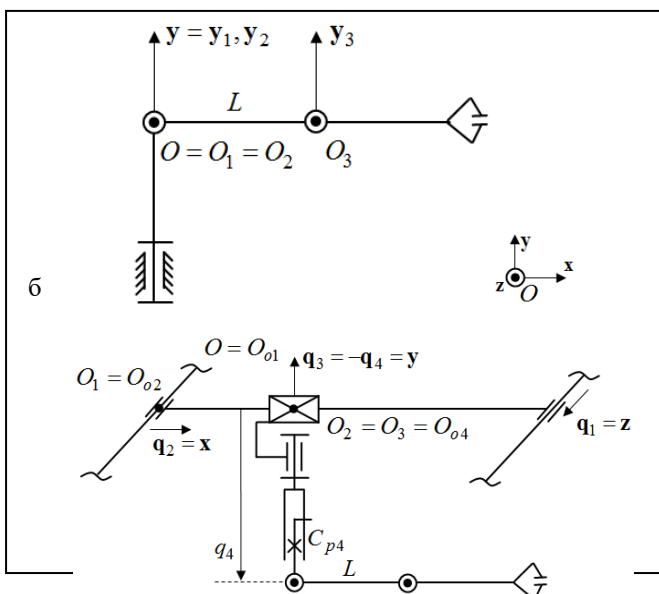 y = y₁, y₂
y₃
L
O = O₁ = O₂
O₃
y
x
z
O
б
O = Oₒ₁
q₃ = −q₄ = y
O₁ = Oₒ₂
q₂ = x
O₂ = O₃ = Oₒ₄
q₁ = z
q₄
Cₚ₄
L